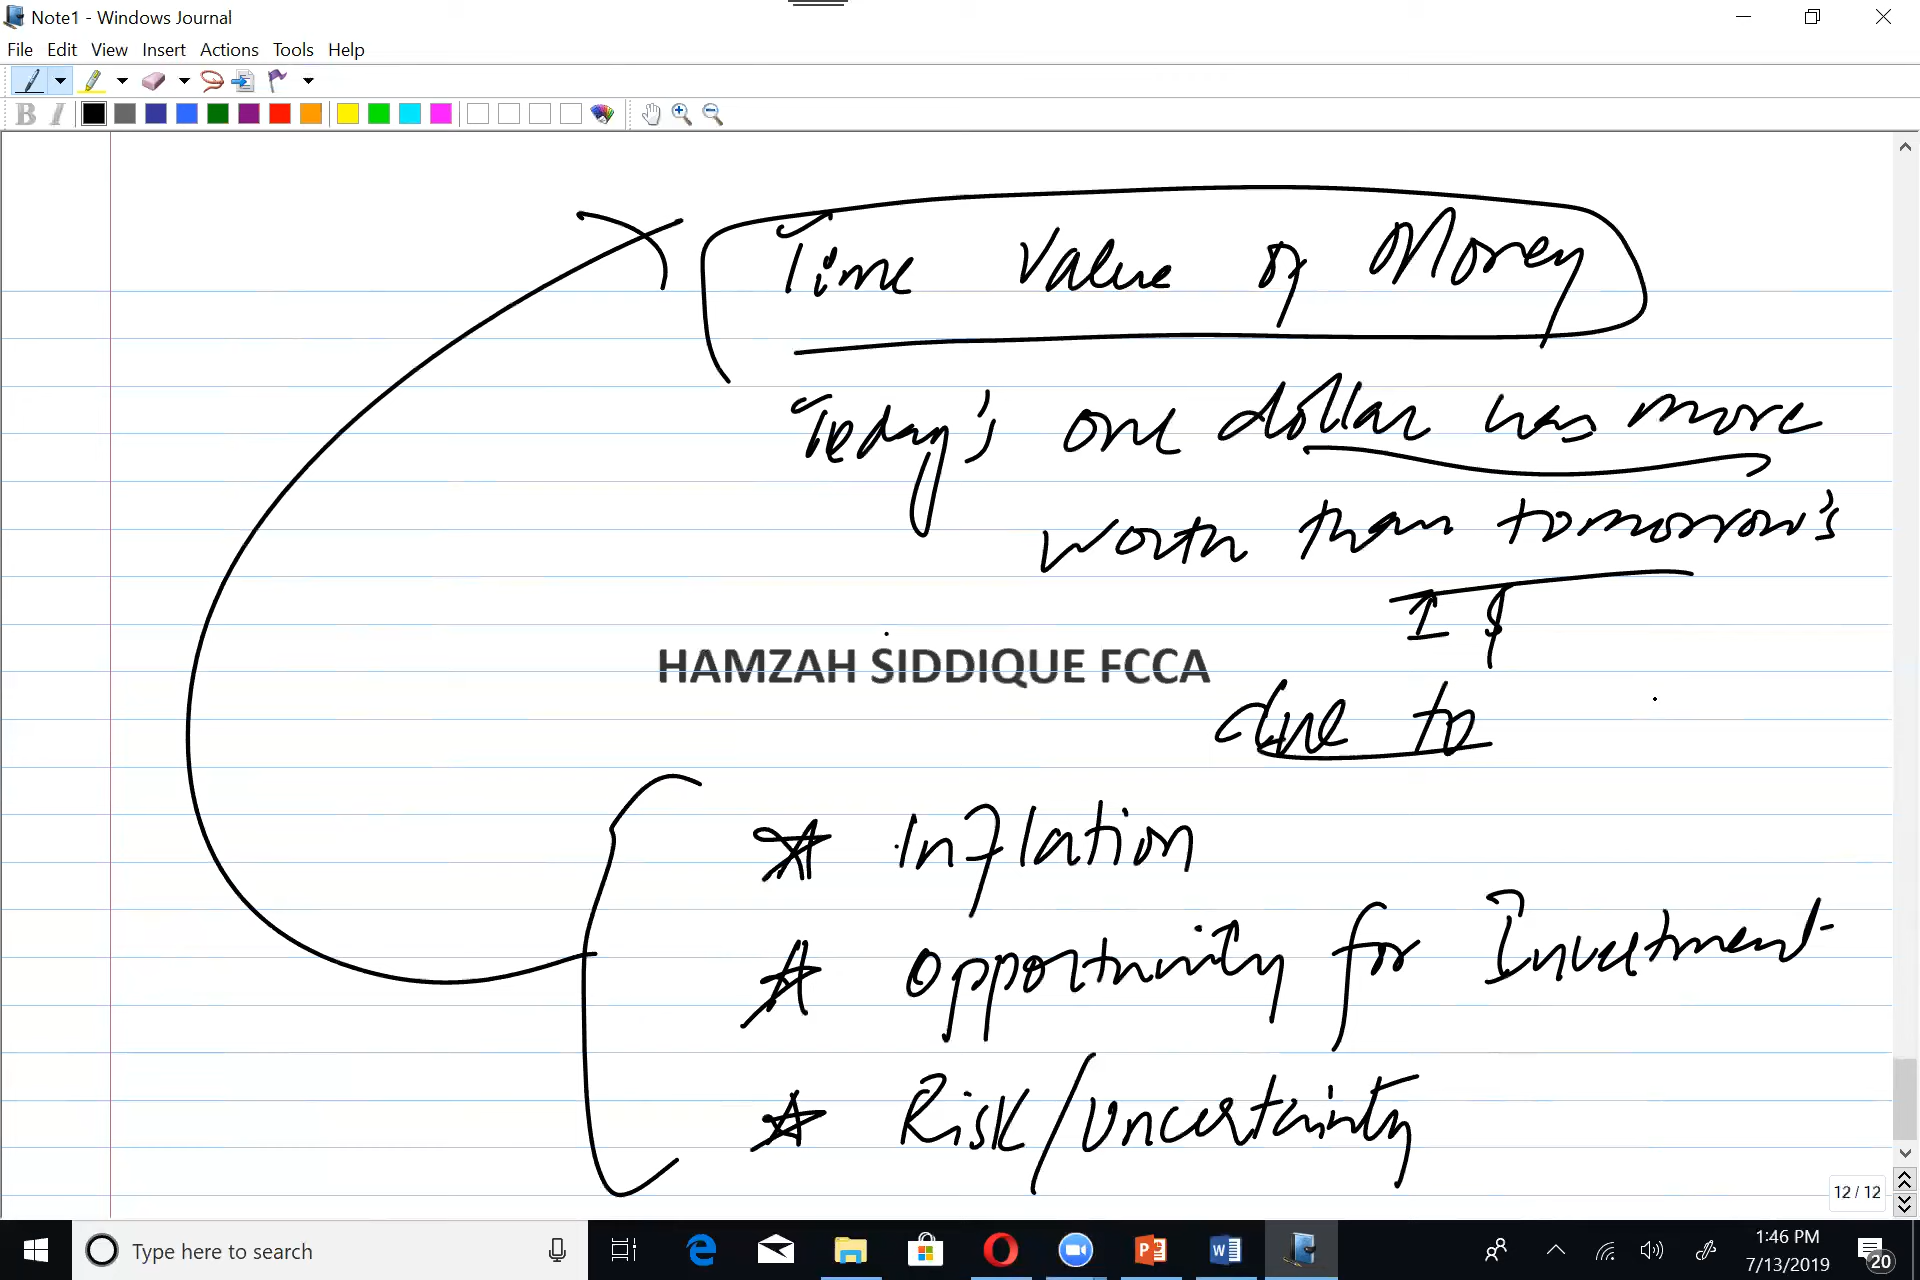 Note1 - Windows Journal
File Edit View Insert Actions Tools Help
B I
Time Value of Money
Today's one dollar has more
worth than tomorrow's
1 $
HAMZAH SIDDIQUE FCCA
due to
* Inflation
* Opportunity for Investment
* Risk/Uncertainty
12 / 12
Type here to search
1:46 PM
7/13/2019
20